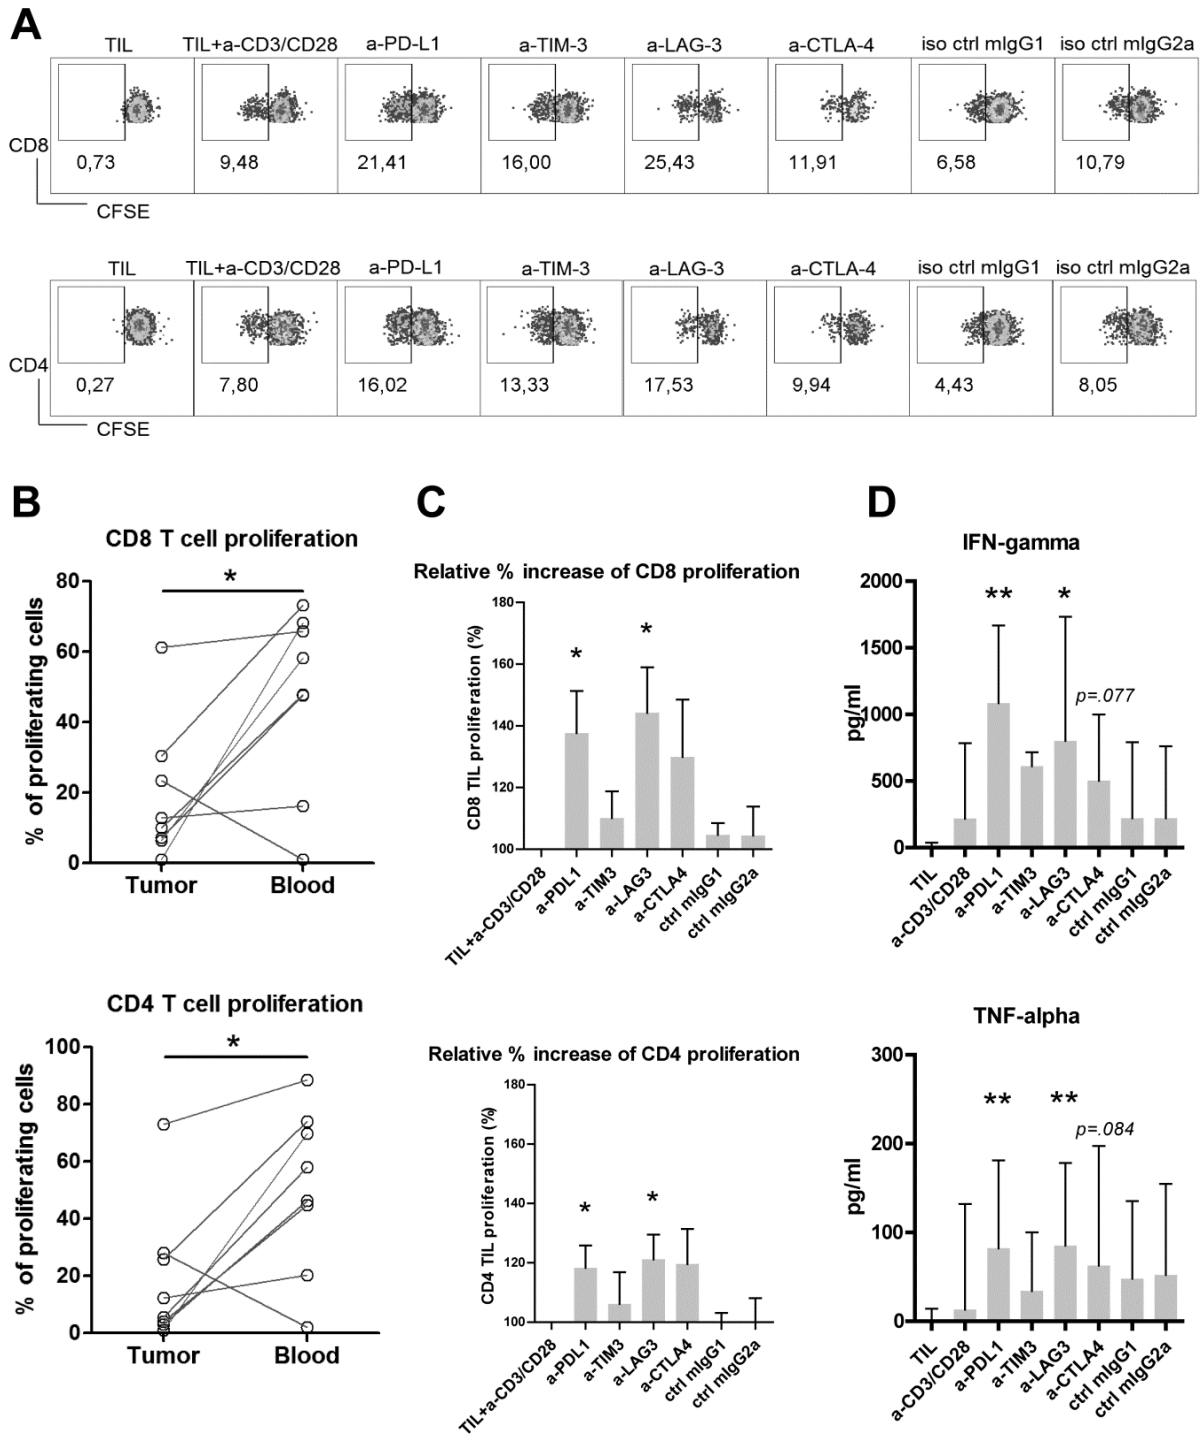 A
TIL TIL+a-CD3/CD28 a-PD-L1 a-TIM-3 a-LAG-3 a-CTLA-4 iso ctrl mIgG1 iso ctrl mIgG2a
CD8
0,73 9,48 21,41 16,00 25,43 11,91 6,58 10,79
CFSE
TIL TIL+a-CD3/CD28 a-PD-L1 a-TIM-3 a-LAG-3 a-CTLA-4 iso ctrl mIgG1 iso ctrl mIgG2a
CD4
0,27 7,80 16,02 13,33 17,53 9,94 4,43 8,05
CFSE
B
CD8 T cell proliferation
% of proliferating cells
80
60
40
20
0
*
Tumor Blood
CD4 T cell proliferation
% of proliferating cells
100
80
60
40
20
0
*
Tumor Blood
C
Relative % increase of CD8 proliferation
CD8 TIL proliferation (%)
180
160
140
120
100
* *
TIL+a-CD3/CD28 a-PDL1 a-TIM3 a-LAG3 a-CTLA4 ctrl mIgG1 ctrl mIgG2a
Relative % increase of CD4 proliferation
CD4 TIL proliferation (%)
180
160
140
120
100
* *
TIL+a-CD3/CD28 a-PDL1 a-TIM3 a-LAG3 a-CTLA4 ctrl mIgG1 ctrl mIgG2a
D
IFN-gamma
pg/ml
2000
1500
1000
500
0
** *
p=.077
TIL a-CD3/CD28 a-PDL1 a-TIM3 a-LAG3 a-CTLA4 ctrl mIgG1 ctrl mIgG2a
TNF-alpha
pg/ml
300
200
100
0
** **
p=.084
TIL a-CD3/CD28 a-PDL1 a-TIM3 a-LAG3 a-CTLA4 ctrl mIgG1 ctrl mIgG2a